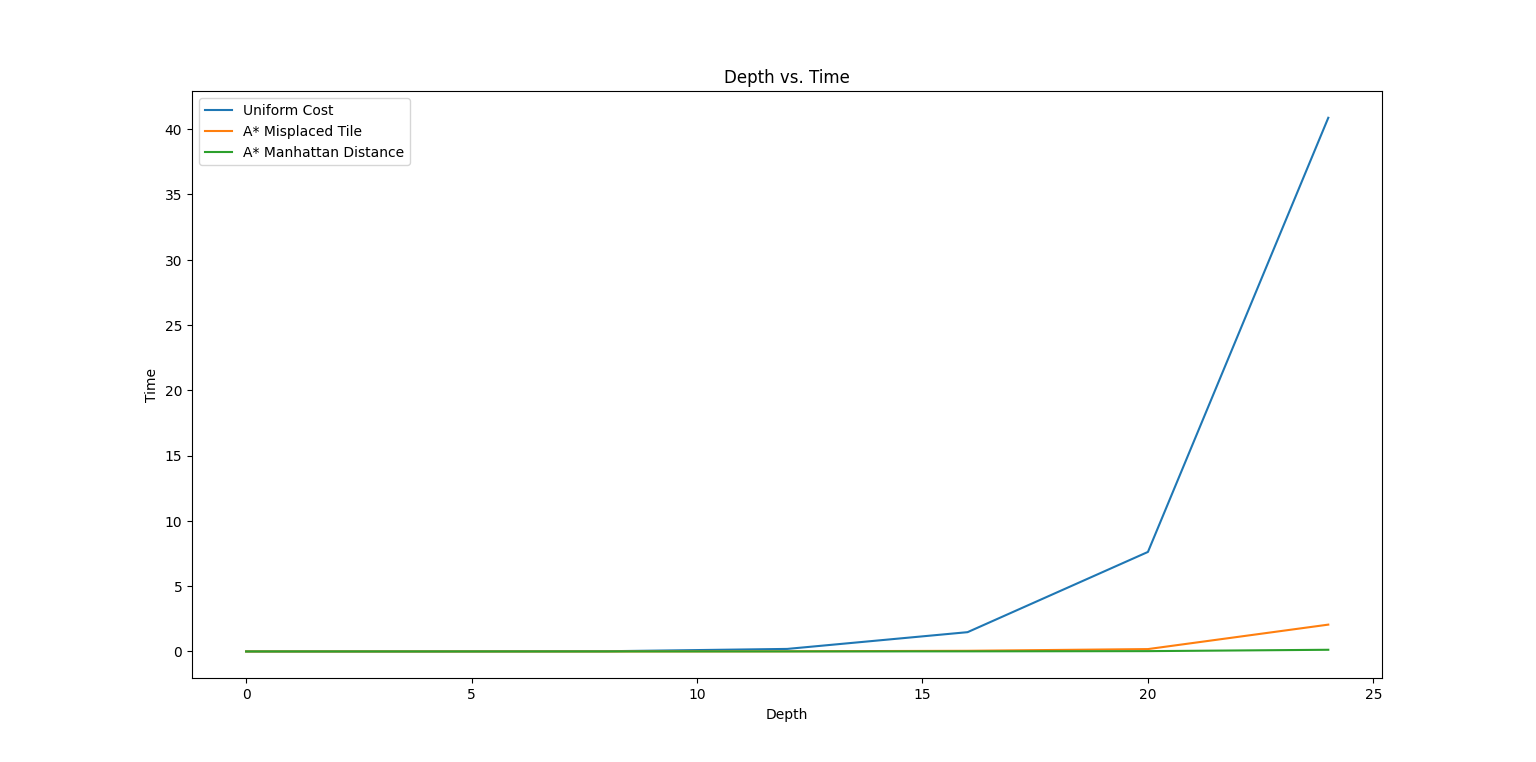 Depth vs. Time
Uniform Cost
A* Misplaced Tile
A* Manhattan Distance
40
35
30
25
20
15
10
5
0
Time
0 5 10 15 20 25
Depth